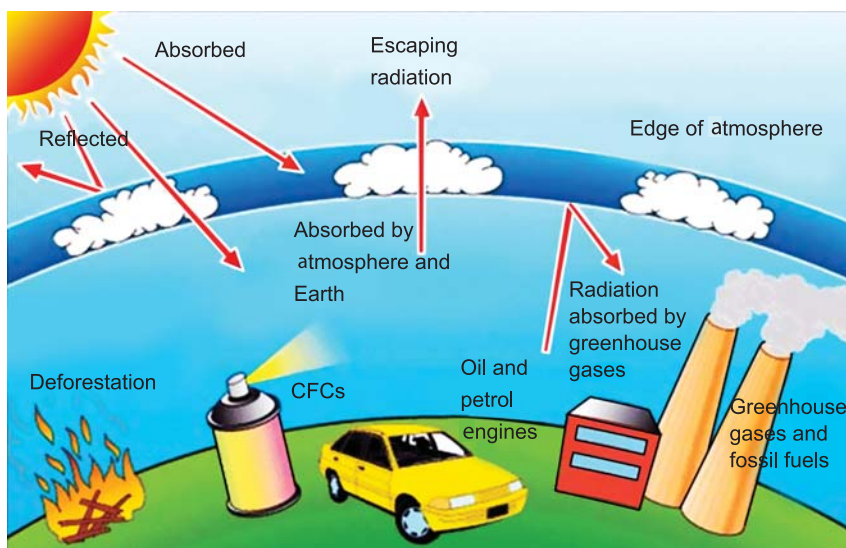 Absorbed
Escaping
radiation
Reflected
Edge of atmosphere
Absorbed by
atmosphere and
Earth
Radiation
absorbed by
greenhouse
gases
Deforestation
CFCs
Oil and
petrol
engines
Greenhouse
gases and
fossil fuels